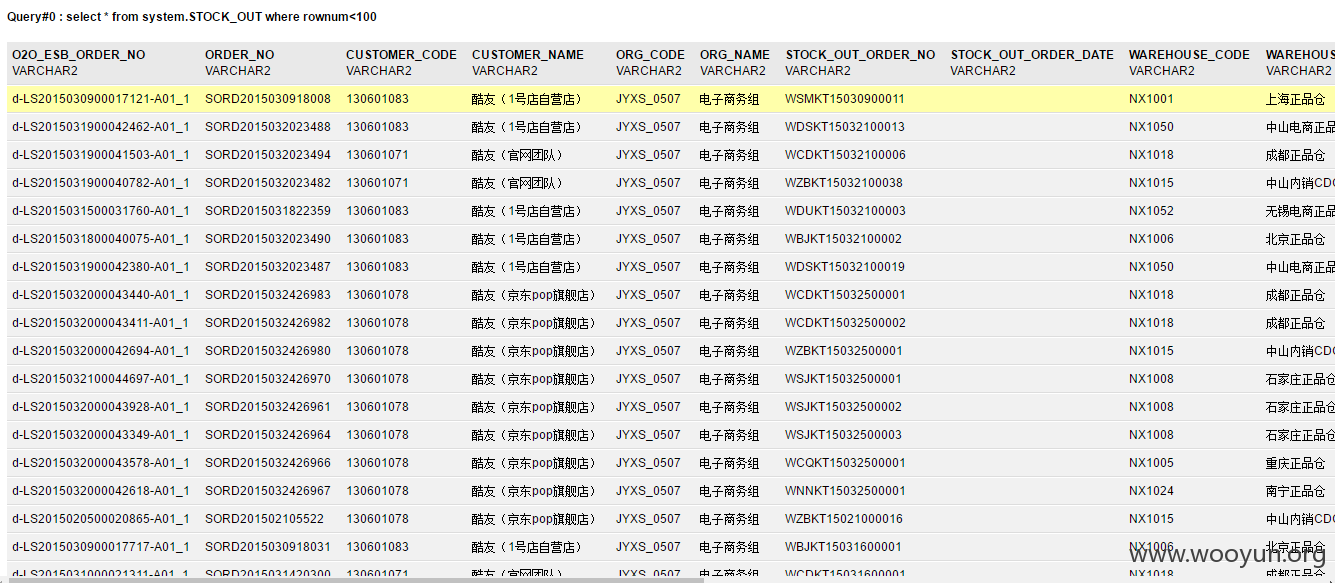 Query#0 : select * from system.STOCK_OUT where rownum<100
O2O_ESB_ORDER_NO ORDER_NO CUSTOMER_CODE CUSTOMER_NAME ORG_CODE ORG_NAME STOCK_OUT_ORDER_NO STOCK_OUT_ORDER_DATE WAREHOUSE_CODE WAREHOUS
VARCHAR2 VARCHAR2 VARCHAR2 VARCHAR2 VARCHAR2 VARCHAR2 VARCHAR2 VARCHAR2 VARCHAR2 VARCHAR2
d-LS2015030900017121-A01_1 SORD2015030918008 130601083 酷友（1号店自营店） JYXS_0507 电子商务组 WSMKT15030900011 NX1001 上海正品仓
d-LS2015031900042462-A01_1 SORD2015032023488 130601083 酷友（1号店自营店） JYXS_0507 电子商务组 WDSKT15032100013 NX1050 中山电商正品
d-LS2015031900041503-A01_1 SORD2015032023494 130601071 酷友（官网团队） JYXS_0507 电子商务组 WCDKT15032100006 NX1018 成都正品仓
d-LS2015031900040782-A01_1 SORD2015032023482 130601071 酷友（官网团队） JYXS_0507 电子商务组 WZBKT15032100038 NX1015 中山内销CDC
d-LS2015031500031760-A01_1 SORD2015031822359 130601083 酷友（1号店自营店） JYXS_0507 电子商务组 WDUKT15032100003 NX1052 无锡电商正品
d-LS2015031800040075-A01_1 SORD2015032023490 130601083 酷友（1号店自营店） JYXS_0507 电子商务组 WBJKT15032100002 NX1006 北京正品仓
d-LS2015031900042380-A01_1 SORD2015032023487 130601083 酷友（1号店自营店） JYXS_0507 电子商务组 WDSKT15032100019 NX1050 中山电商正品
d-LS2015032000043440-A01_1 SORD2015032426983 130601078 酷友（京东pop旗舰店） JYXS_0507 电子商务组 WCDKT15032500001 NX1018 成都正品仓
d-LS2015032000043411-A01_1 SORD2015032426982 130601078 酷友（京东pop旗舰店） JYXS_0507 电子商务组 WCDKT15032500002 NX1018 成都正品仓
d-LS2015032000042694-A01_1 SORD2015032426980 130601078 酷友（京东pop旗舰店） JYXS_0507 电子商务组 WZBKT15032500001 NX1015 中山内销CDC
d-LS2015032100044697-A01_1 SORD2015032426970 130601078 酷友（京东pop旗舰店） JYXS_0507 电子商务组 WSJKT15032500001 NX1008 石家庄正品仓
d-LS2015032000043928-A01_1 SORD2015032426961 130601078 酷友（京东pop旗舰店） JYXS_0507 电子商务组 WSJKT15032500002 NX1008 石家庄正品仓
d-LS2015032000043349-A01_1 SORD2015032426964 130601078 酷友（京东pop旗舰店） JYXS_0507 电子商务组 WSJKT15032500003 NX1008 石家庄正品仓
d-LS2015032000043578-A01_1 SORD2015032426966 130601078 酷友（京东pop旗舰店） JYXS_0507 电子商务组 WCQKT15032500001 NX1005 重庆正品仓
d-LS2015032000042618-A01_1 SORD2015032426967 130601078 酷友（京东pop旗舰店） JYXS_0507 电子商务组 WNNKT15032500001 NX1024 南宁正品仓
d-LS2015020500020865-A01_1 SORD201502105522 130601078 酷友（京东pop旗舰店） JYXS_0507 电子商务组 WZBKT15021000016 NX1015 中山内销CDC
d-LS2015030900017717-A01_1 SORD2015030918031 130601083 酷友（1号店自营店） JYXS_0507 电子商务组 WBJKT15031600001 NX1006 北京正品仓
d-LS2015031000021311-A01_1 SORD2015031420300 130601071 酷友（官网团队） JYXS_0507 电子商务组 WCDKT15031600001 NX1018 成都正品仓
www.wooyun.org